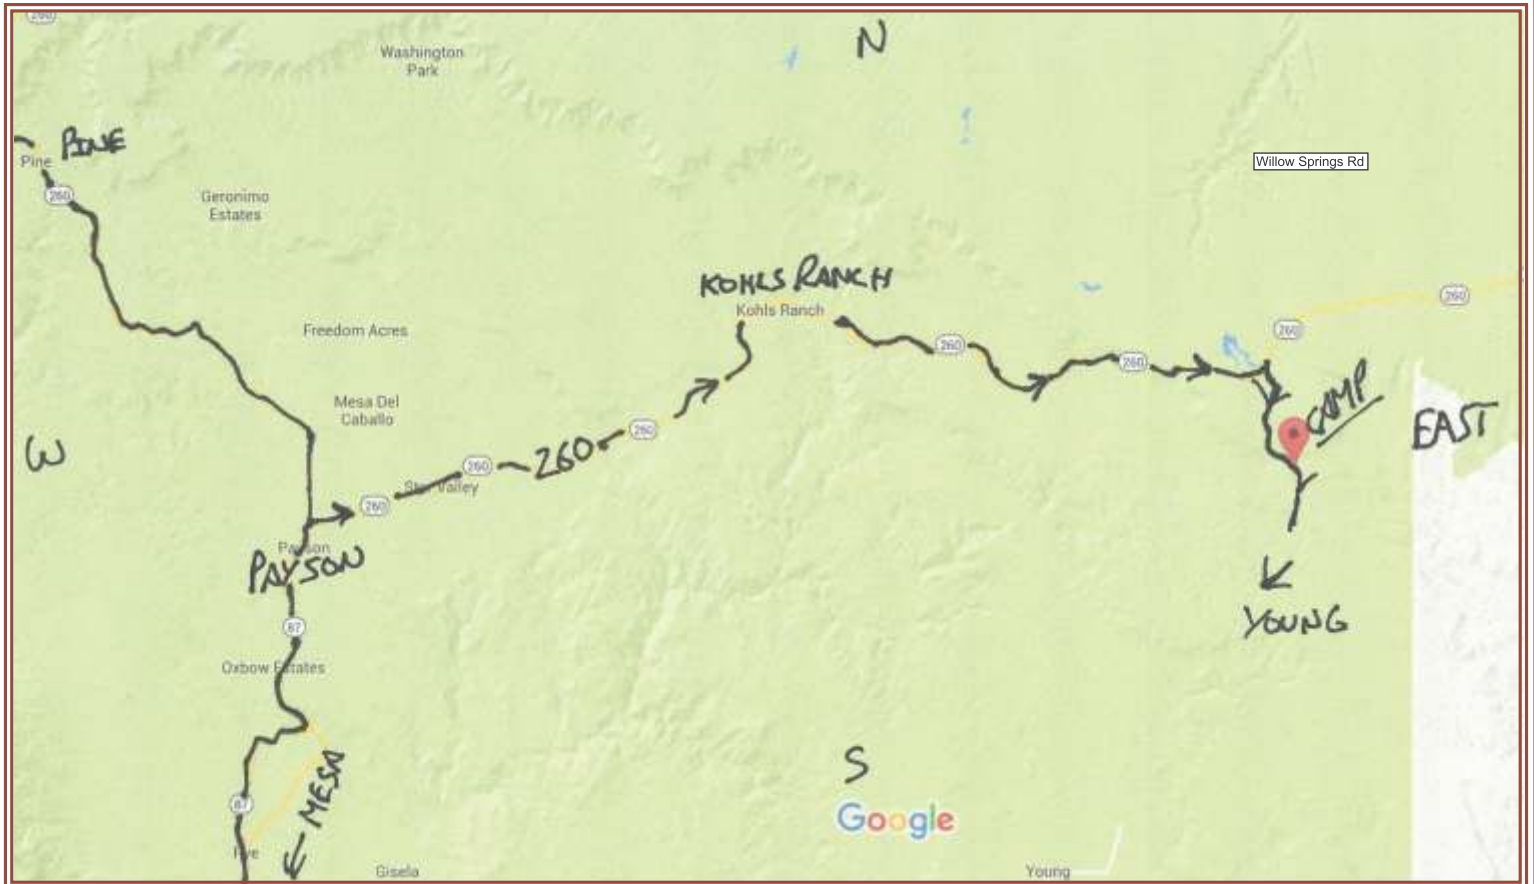 260
N
Washington
Park
PINE
Pine
Willow Springs Rd
260
Geronimo
Estates
KOHLS RANCH
Kohls Ranch
260
260
Freedom Acres
260
260
CAMP
Mesa Del
Caballo
EAST
W
260
260
260
Star Valley
260
Payson
PAYSON
YOUNG
87
Oxbow Estates
MESA
S
87
Google
Rye
Gisela
Young